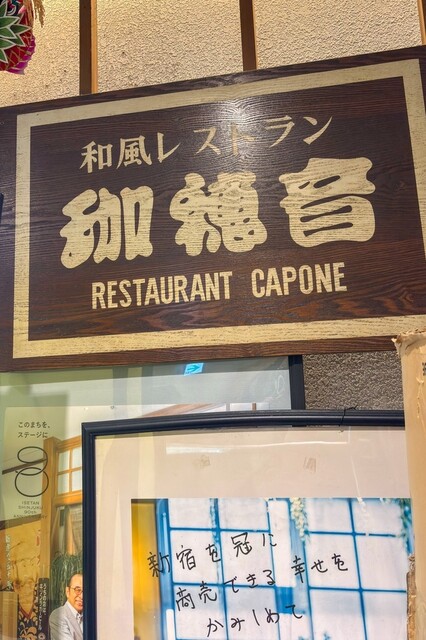 和風レストラン
珈穂音
RESTAURANT CAPONE
このまちを、
ステージに
ISETAN
SHINJUKU
新宿を冠に
商売できる幸せを
かみしめて